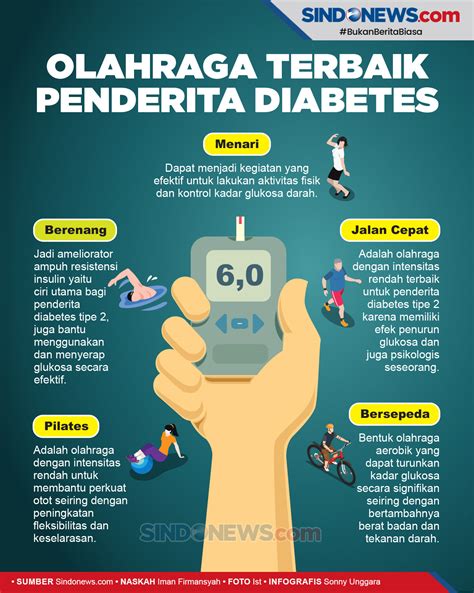 SINDONEWS.com
#BukanBeritaBiasa
OLAHRAGA TERBAIK
PENDERITA DIABETES
Menari
Dapat menjadi kegiatan yang
efektif untuk lakukan aktivitas fisik
dan kontrol kadar glukosa darah.
Berenang
Jadi ameliorator
ampuh resistensi
insulin yaitu
ciri utama bagi
penderita
diabetes tipe 2,
juga bantu
menggunakan
dan menyerap
glukosa secara
efektif.
Jalan Cepat
Adalah olahraga
dengan intensitas
rendah terbaik
untuk penderita
diabetes tipe 2
karena memiliki
efek penurun
glukosa dan
juga psikologis
seseorang.
6,0
SINDONEWS.com
Pilates
Adalah olahraga
dengan intensitas
rendah untuk
membantu perkuat
otot seiring dengan
peningkatan
fleksibilitas dan
keselarasan.
Bersepeda
Bentuk olahraga
aerobik yang
dapat turunkan
kadar glukosa
secara signifikan
seiring dengan
bertambahnya
berat badan dan
tekanan darah.
SINDONEWS.com
• SUMBER Sindonews.com • NASKAH Iman Firmansyah • FOTO Ist • INFOGRAFIS Sonny Unggara